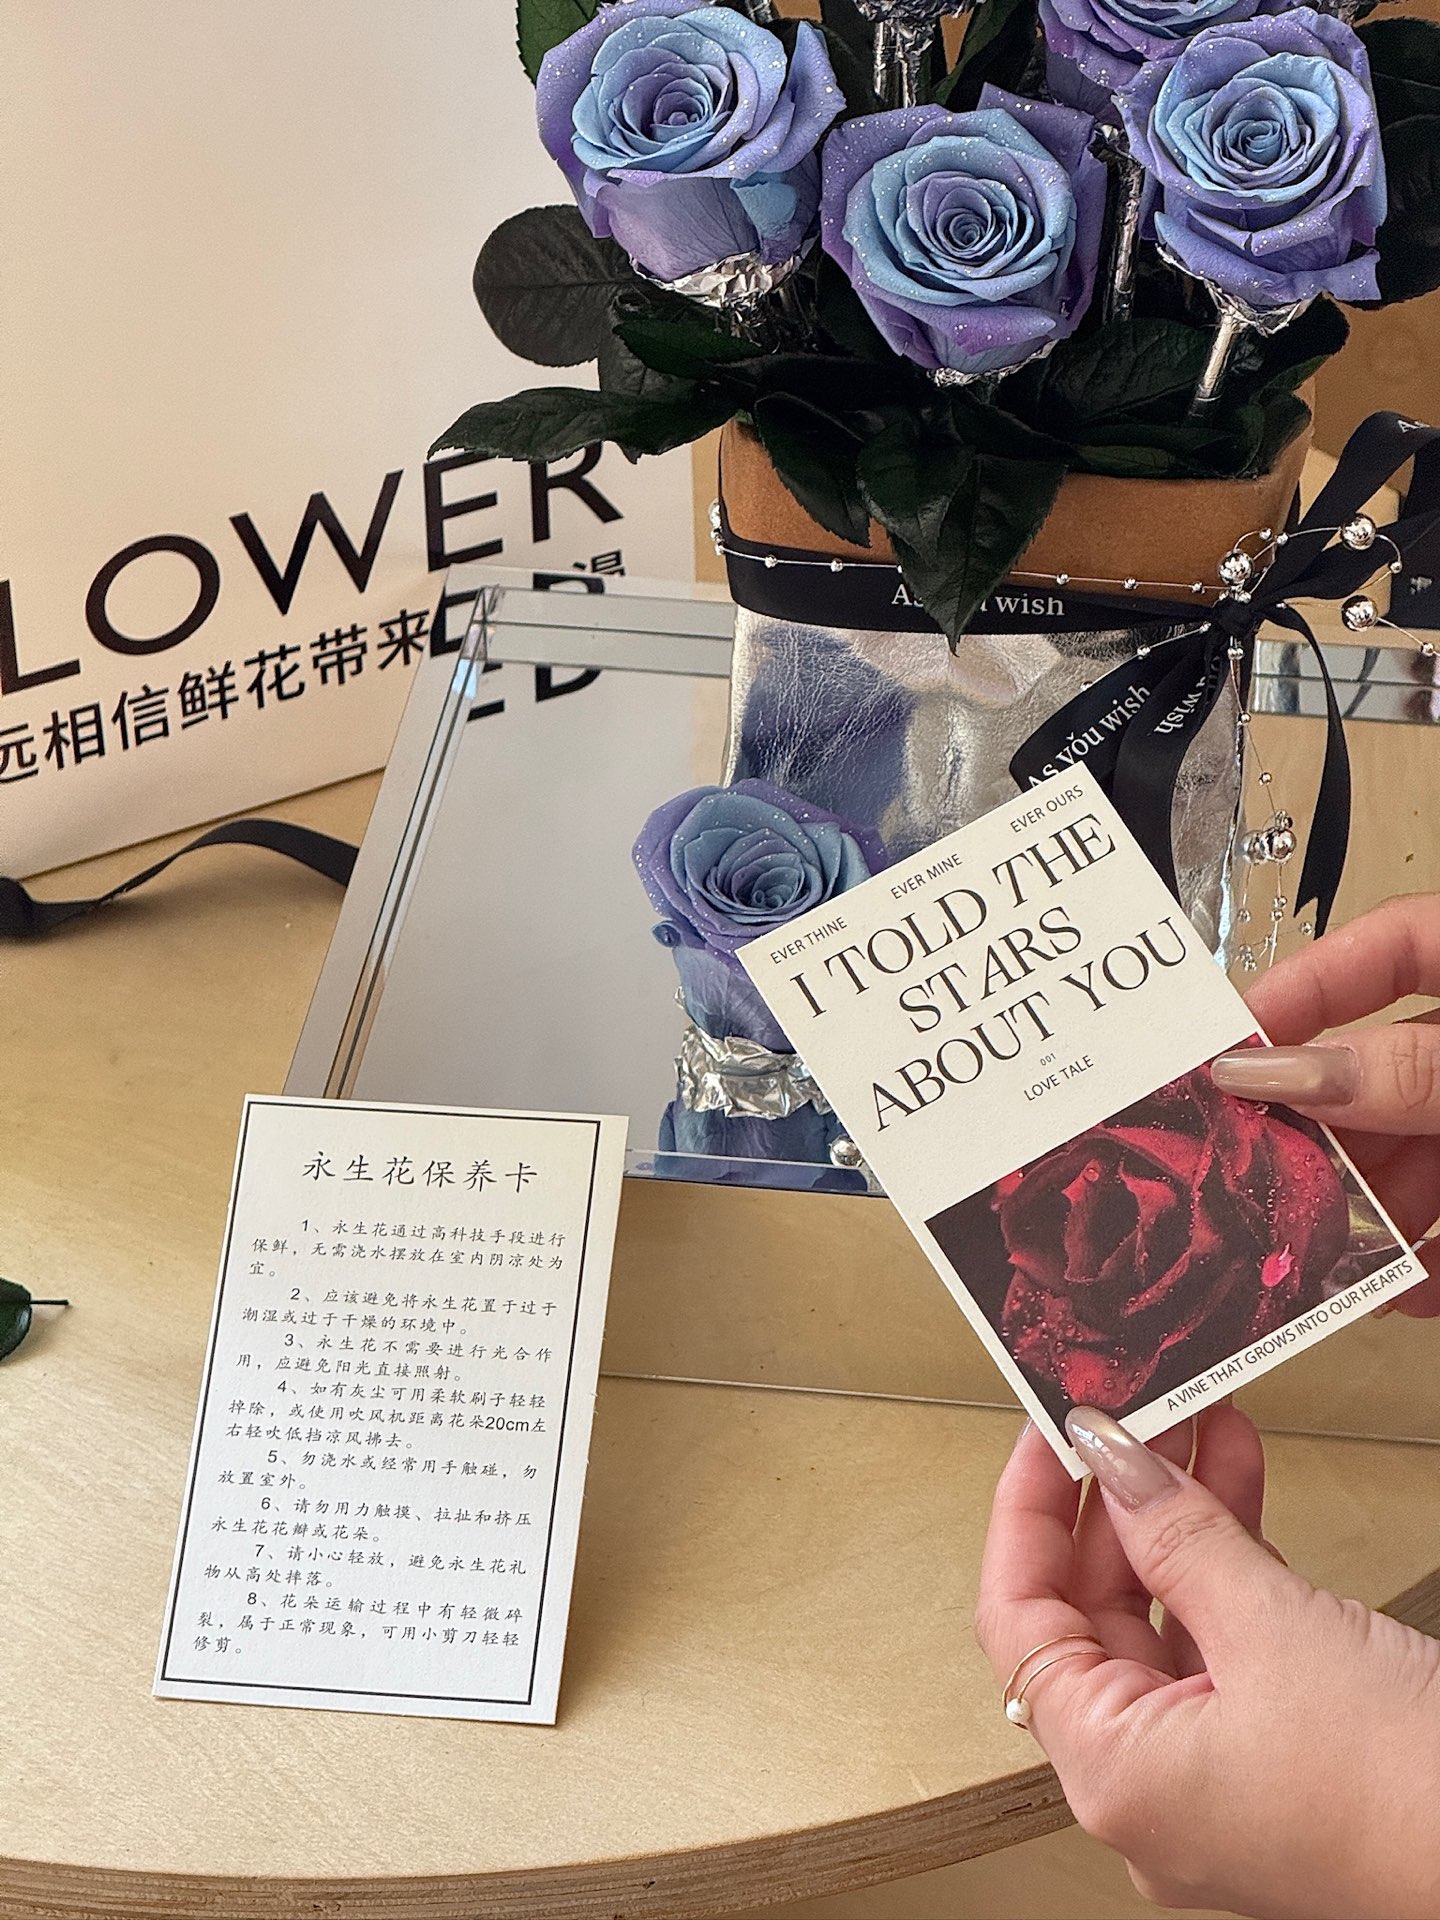 LOWER
远相信鲜花带来
As you wish
As yǒu wish
wish
EVER THINE
EVER MINE
EVER OURS
I TOLD THE
STARS
ABOUT YOU
001
LOVE TALE
A VINE THAT GROWS INTO OUR HEARTS
永生花保养卡
1、永生花通过高科技手段进行
保鲜，无需浇水摆放在室内阴凉处为
宜。
2、应该避免将永生花置于过于
潮湿或过于干燥的环境中。
3、永生花不需要进行光合作
用，应避免阳光直接照射。
4、如有灰尘可用柔软刷子轻轻
掉除，或使用吹风机距离花朵20cm左
右轻吹低挡凉风拂去。
5、勿浇水或经常用手触碰，勿
放置室外。
6、请勿用力触摸、拉扯和挤压
永生花花瓣或花朵。
7、请小心轻放，避免永生花礼
物从高处摔落。
8、花朵运输过程中有轻微碎
裂，属于正常现象，可用小剪刀轻轻
修剪。